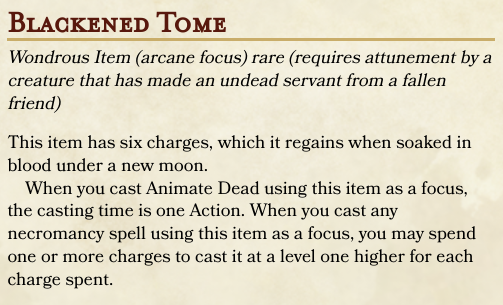 Blackened Tome
Wondrous Item (arcane focus) rare (requires attunement by a
creature that has made an undead servant from a fallen
friend)
This item has six charges, which it regains when soaked in
blood under a new moon.
When you cast Animate Dead using this item as a focus,
the casting time is one Action. When you cast any
necromancy spell using this item as a focus, you may spend
one or more charges to cast it at a level one higher for each
charge spent.